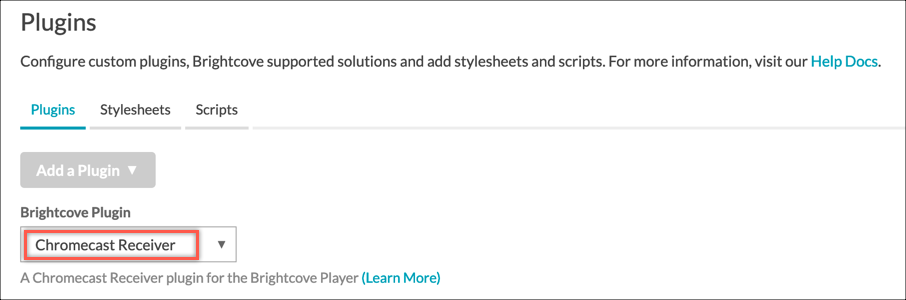 Plugins
Configure custom plugins, Brightcove supported solutions and add stylesheets and scripts. For more information, visit our Help Docs.
Plugins Stylesheets Scripts
Add a Plugin ▼
Brightcove Plugin
Chromecast Receiver ▼
A Chromecast Receiver plugin for the Brightcove Player (Learn More)